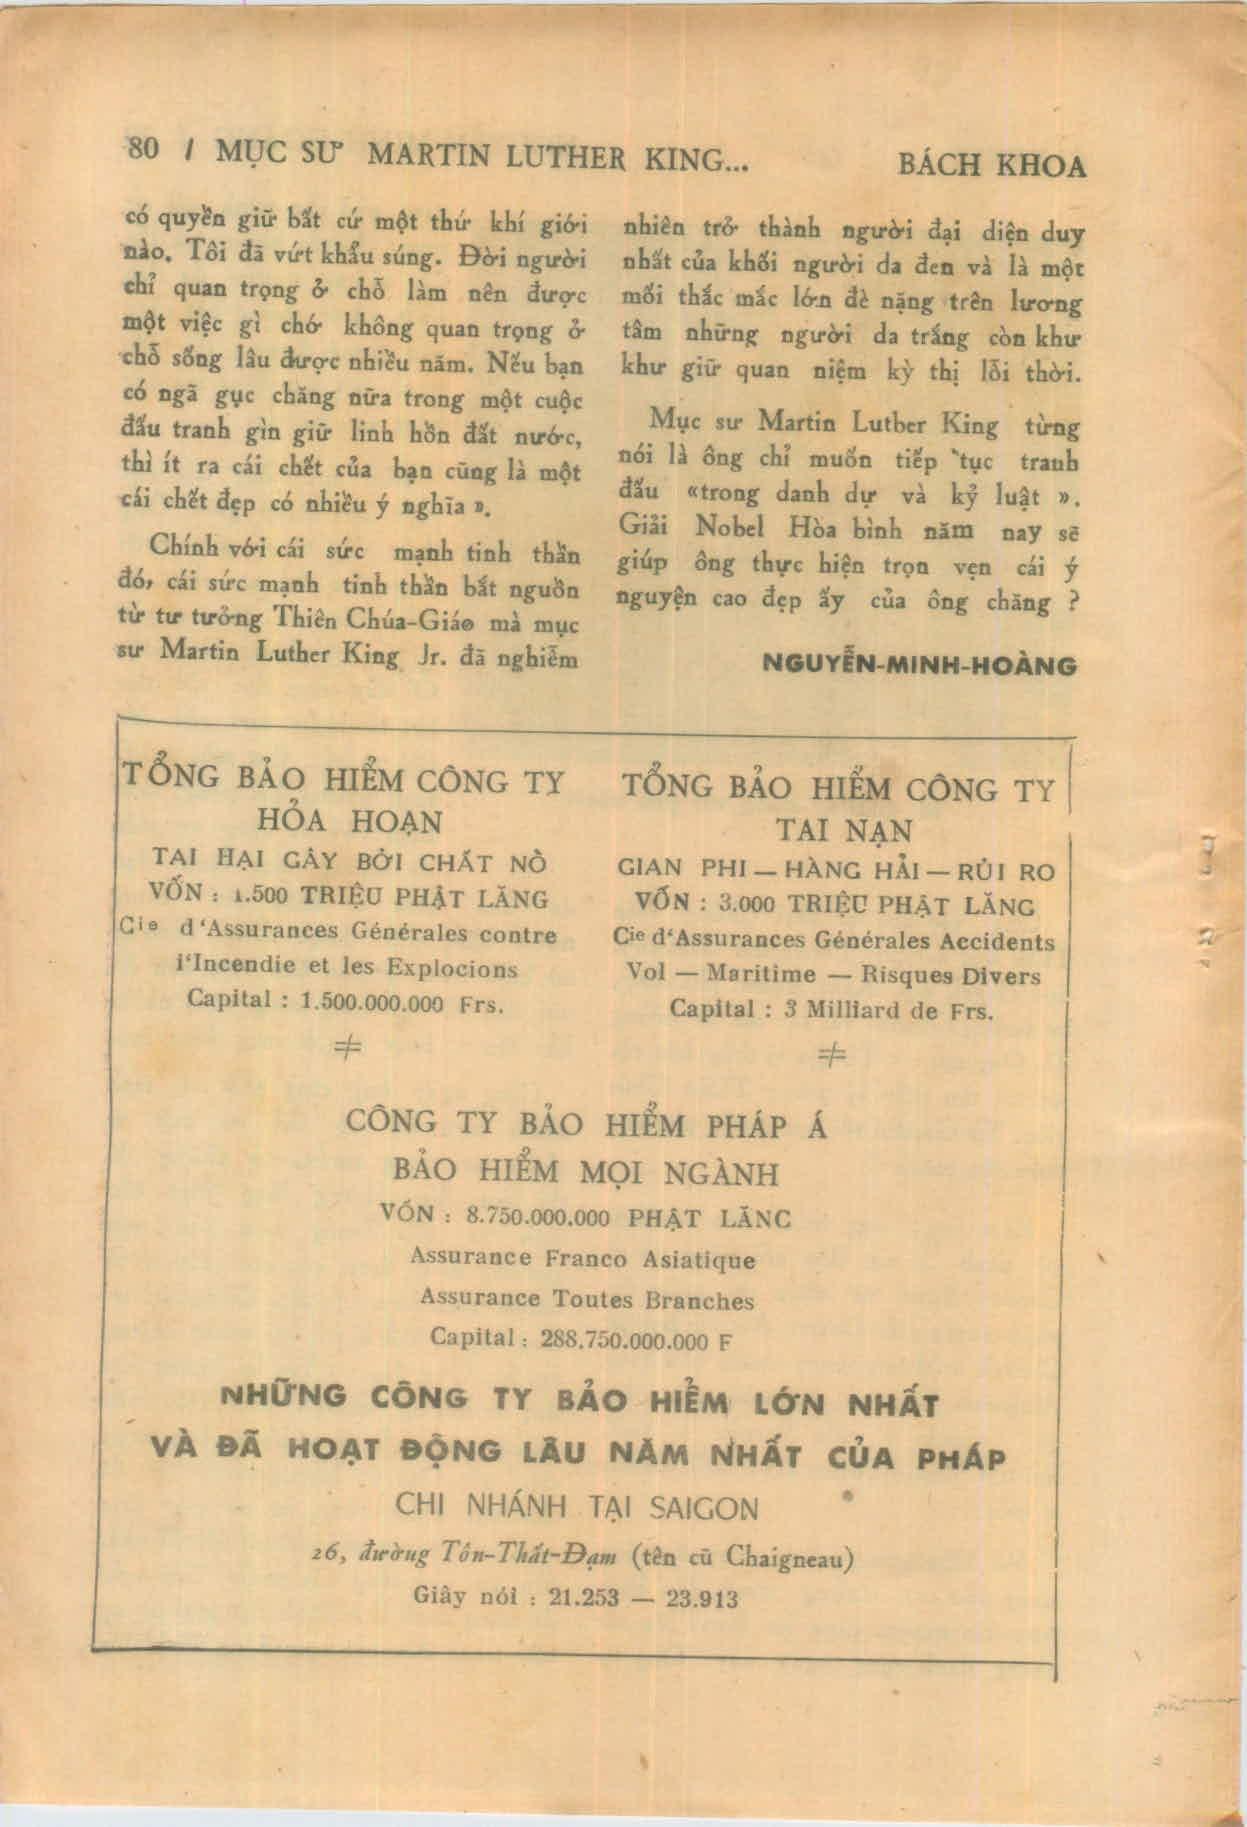 80 / MỤC SƯ MARTIN LUTHER KING...
BÁCH KHOA
có quyền giữ bất cứ một thứ khí giới
nào. Tôi đã vứt khẩu súng. Đời người
chỉ quan trọng ở chỗ làm nên được
một việc gì chớ không quan trọng ở
chỗ sống lâu được nhiều năm. Nếu bạn
có ngã gục chăng nữa trong một cuộc
đấu tranh gìn giữ linh hồn đất nước,
thì ít ra cái chết của bạn cũng là một
cái chết đẹp có nhiều ý nghĩa ».
Chính với cái sức mạnh tinh thần
đó, cái sức mạnh tinh thần bắt nguồn
từ tư tưởng Thiên Chúa-Giáo mà mục
sư Martin Luther King Jr. đã nghiễm
nhiên trở thành người đại diện duy
nhất của khối người da đen và là một
mối thắc mắc lớn đè nặng trên lương
tâm những người da trắng còn khư
khư giữ quan niệm kỳ thị lỗi thời.
Mục sư Martin Luther King từng
nói là ông chỉ muốn tiếp tục tranh
đấu «trong danh dự và kỷ luật ».
Giải Nobel Hòa bình năm nay sẽ
giúp ông thực hiện trọn vẹn cái ý
nguyện cao đẹp ấy của ông chăng ?
NGUYỄN-MINH-HOÀNG
TỔNG BẢO HIỂM CÔNG TY
HỎA HOẠN
TAI HẠI GÂY BỞI CHẤT NỔ
VỐN : 1.500 TRIỆU PHẬT LĂNG
Cie d'Assurances Générales contre
i'Incendie et les Explocions
Capital : 1.500.000.000 Frs.
≠
TỔNG BẢO HIỂM CÔNG TY
TAI NẠN
GIAN PHI — HÀNG HẢI — RỦI RO
VỐN : 3.000 TRIỆU PHẬT LĂNG
Cie d'Assurances Générales Accidents
Vol — Maritime — Risques Divers
Capital : 3 Milliard de Frs.
≠
CÔNG TY BẢO HIỂM PHÁP Á
BẢO HIỂM MỌI NGÀNH
VỐN : 8.750.000.000 PHẬT LĂNG
Assurance Franco Asiatique
Assurance Toutes Branches
Capital : 288.750.000.000 F
NHỮNG CÔNG TY BẢO HIỂM LỚN NHẤT
VÀ ĐÃ HOẠT ĐỘNG LÂU NĂM NHẤT CỦA PHÁP
CHI NHÁNH TẠI SAIGON
26, đường Tôn-Thất-Đạm (tên cũ Chaigneau)
Giây nói : 21.253 — 23.913